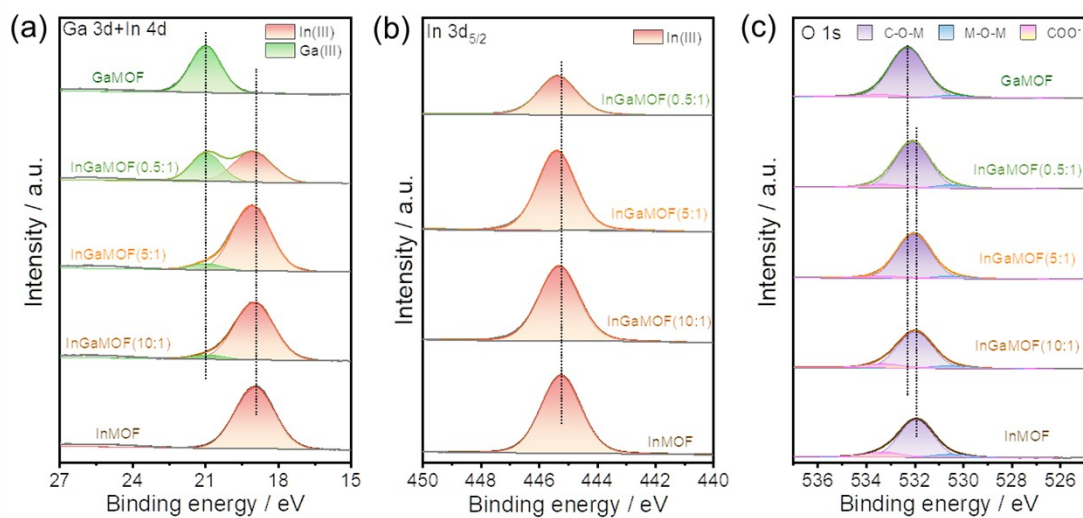 (a) Ga 3d+In 4d
In(III)
Ga(III)
GaMOF
InGaMOF(0.5:1)
InGaMOF(5:1)
InGaMOF(10:1)
InMOF
Intensity / a.u.
27 24 21 18 15
Binding energy / eV
(b) In 3d5/2
In(III)
InGaMOF(0.5:1)
InGaMOF(5:1)
InGaMOF(10:1)
InMOF
Intensity / a.u.
450 448 446 444 442 440
Binding energy / eV
(c) O 1s
C-O-M M-O-M COO-
GaMOF
InGaMOF(0.5:1)
InGaMOF(5:1)
InGaMOF(10:1)
InMOF
Intensity / a.u.
536 534 532 530 528 526
Binding energy / eV